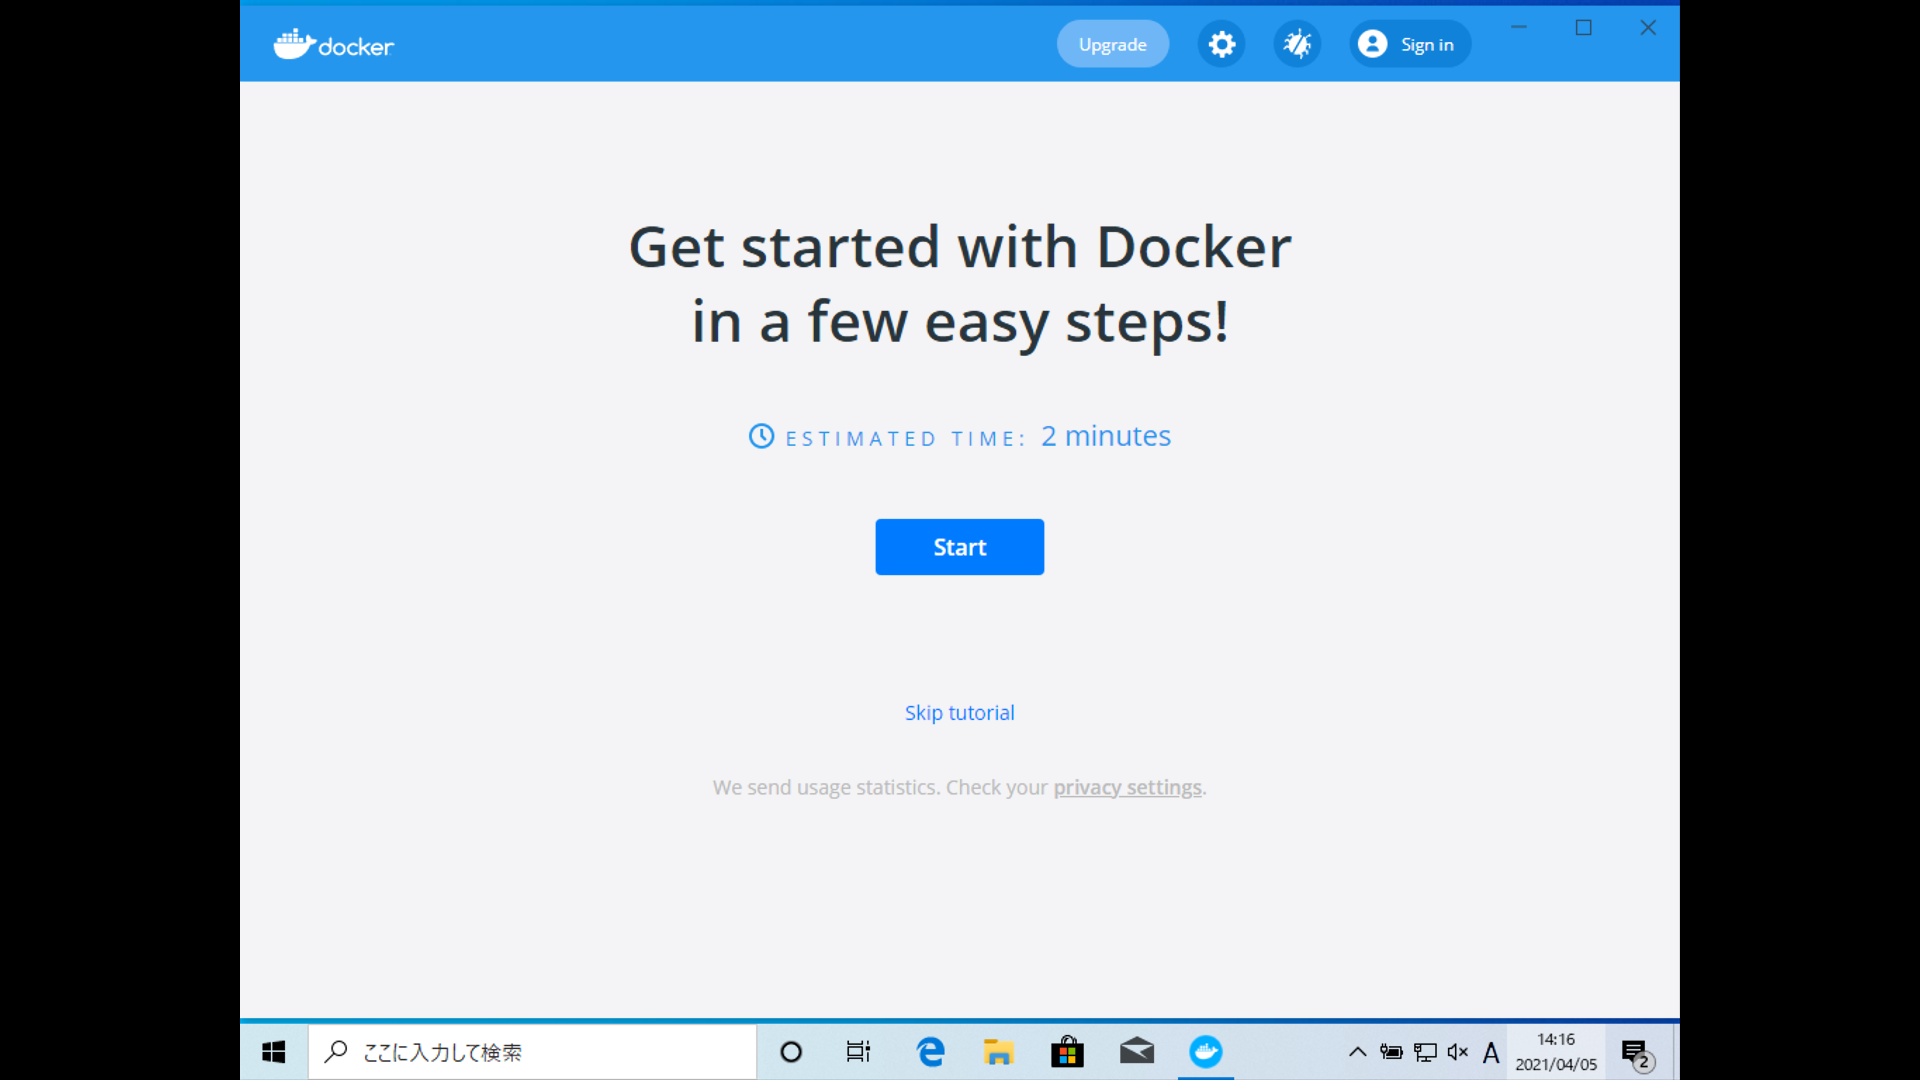 docker
Upgrade
Sign in
Get started with Docker
in a few easy steps!
ESTIMATED TIME: 2 minutes
Start
Skip tutorial
We send usage statistics. Check your privacy settings.
ここに入力して検索
A
14:16
2021/04/05
2